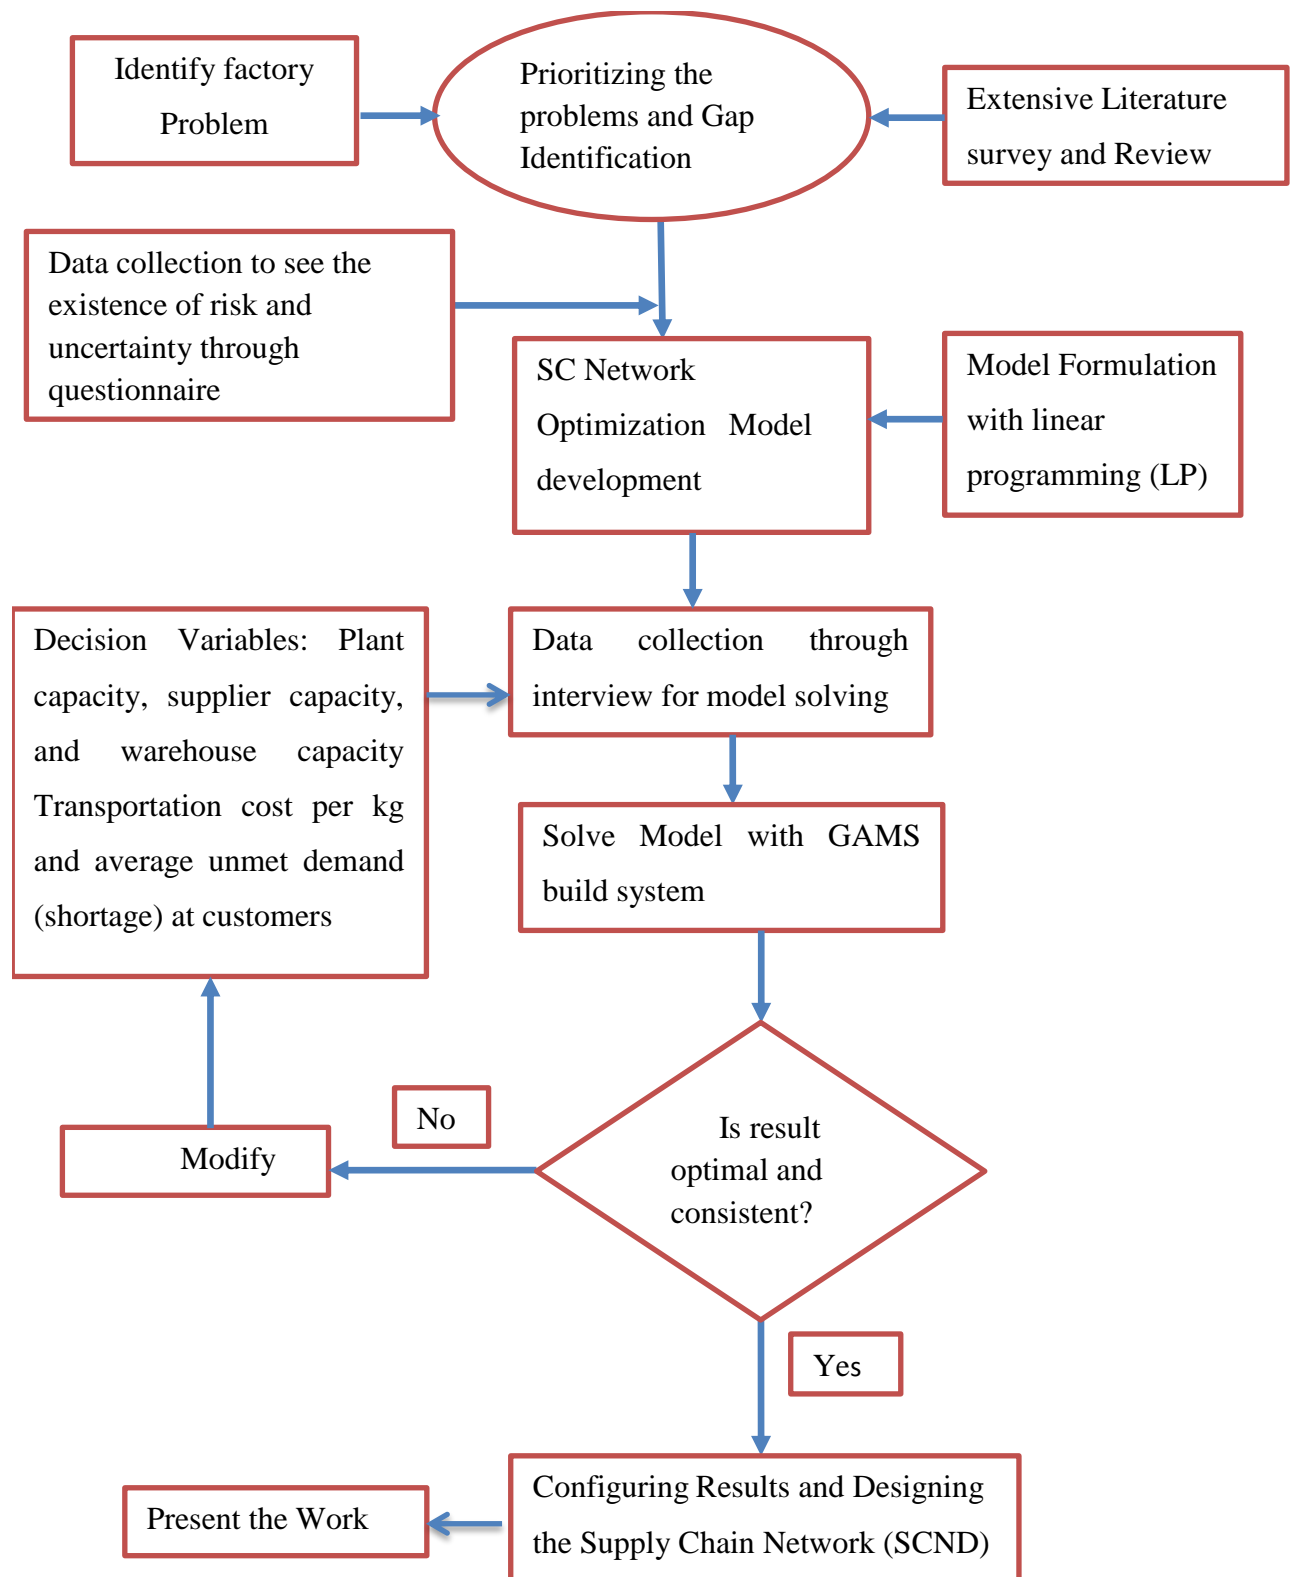 Identify factory
Problem
Prioritizing the
problems and Gap
Identification
Extensive Literature
survey and Review
Data collection to see the
existence of risk and
uncertainty through
questionnaire
SC Network
Optimization Model
development
Model Formulation
with linear
programming (LP)
Decision Variables: Plant
capacity, supplier capacity,
and warehouse capacity
Transportation cost per kg
and average unmet demand
(shortage) at customers
Data collection through
interview for model solving
Solve Model with GAMS
build system
No
Modify
Is result
optimal and
consistent?
Yes
Configuring Results and Designing
the Supply Chain Network (SCND)
Present the Work